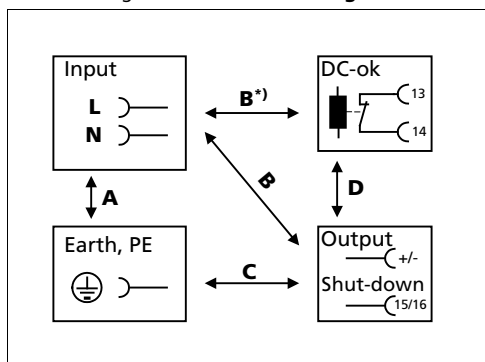 Input
L
N
B*)
DC-ok
13
14
A
B
D
Earth, PE
C
Output
+/-
Shut-down
15/16